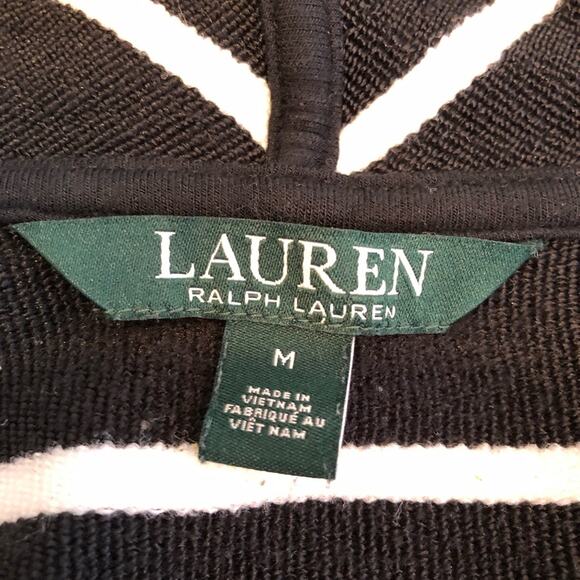 LAUREN
RALPH LAUREN
M
MADE IN
VIETNAM
FABRIQUÉ AU
VIÊT NAM